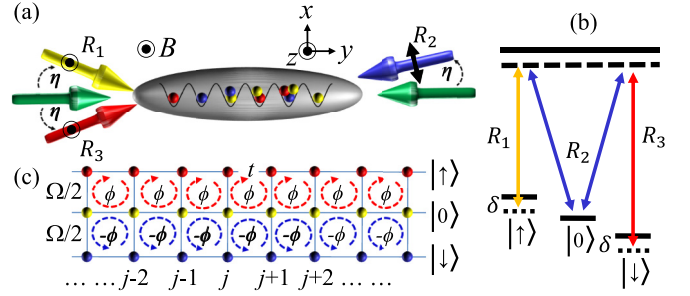 (a)
R₁
B
x
z
y
R₂
η
η
η
R₃
(b)
R₁
R₂
R₃
δ
|↑⟩
|0⟩
δ
|↓⟩
(c)
t
|↑⟩
Ω/2
ϕ ϕ ϕ ϕ ϕ ϕ ϕ
|0⟩
Ω/2
-ϕ -ϕ -ϕ -ϕ -ϕ -ϕ -ϕ
|↓⟩
... ... j-2 j-1 j j+1 j+2 ... ...